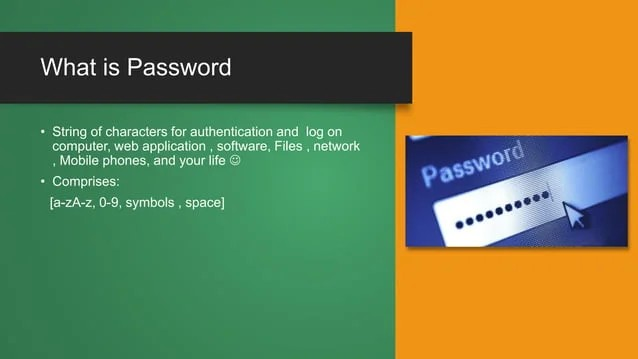 What is Password
• String of characters for authentication and  log on
computer, web application , software, Files , network
, Mobile phones, and your life ☺
• Comprises:
[a-zA-z, 0-9, symbols , space]
Password